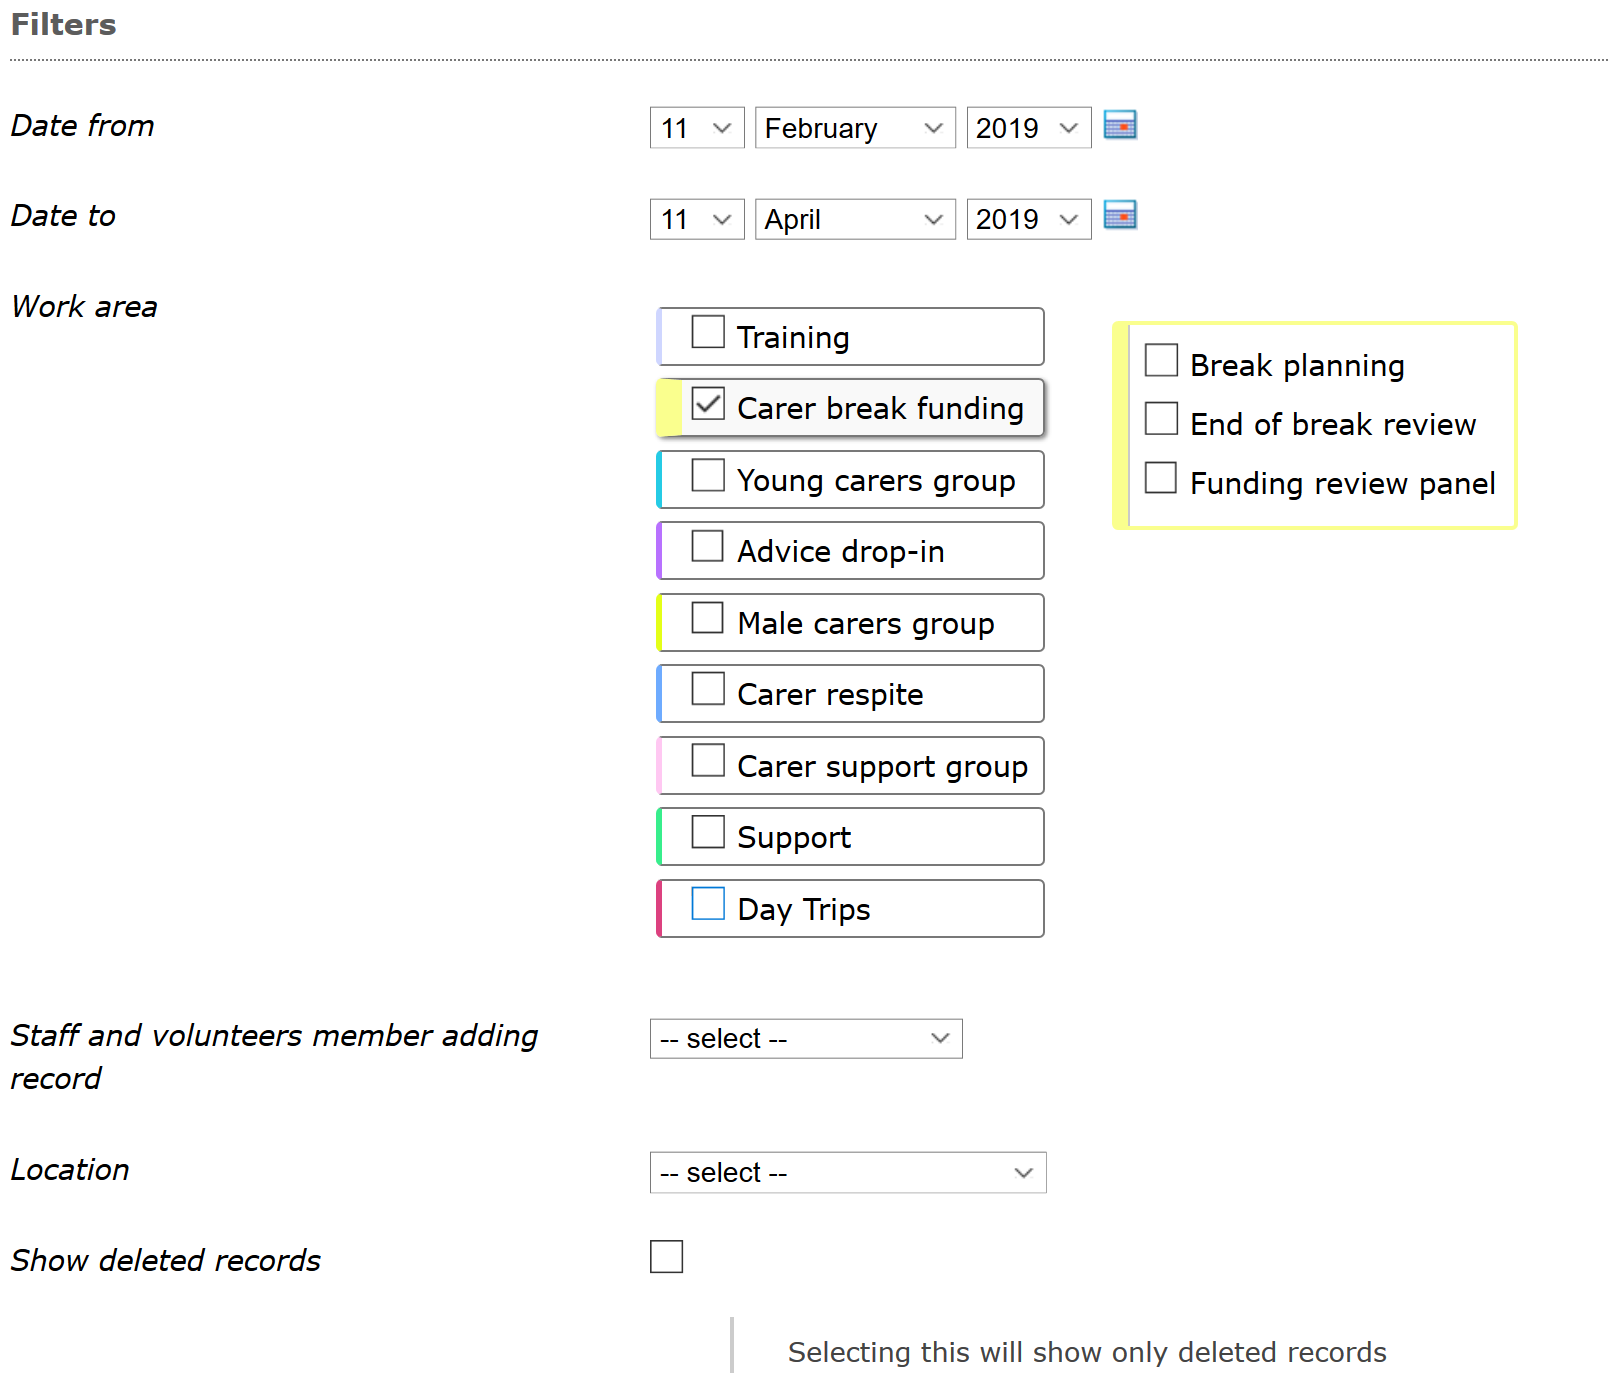 Filters
Date from
11 February 2019
Date to
11 April 2019
Work area
Training
Carer break funding
Young carers group
Advice drop-in
Male carers group
Carer respite
Carer support group
Support
Day Trips
Break planning
End of break review
Funding review panel
Staff and volunteers member adding
record
-- select --
Location
-- select --
Show deleted records
Selecting this will show only deleted records